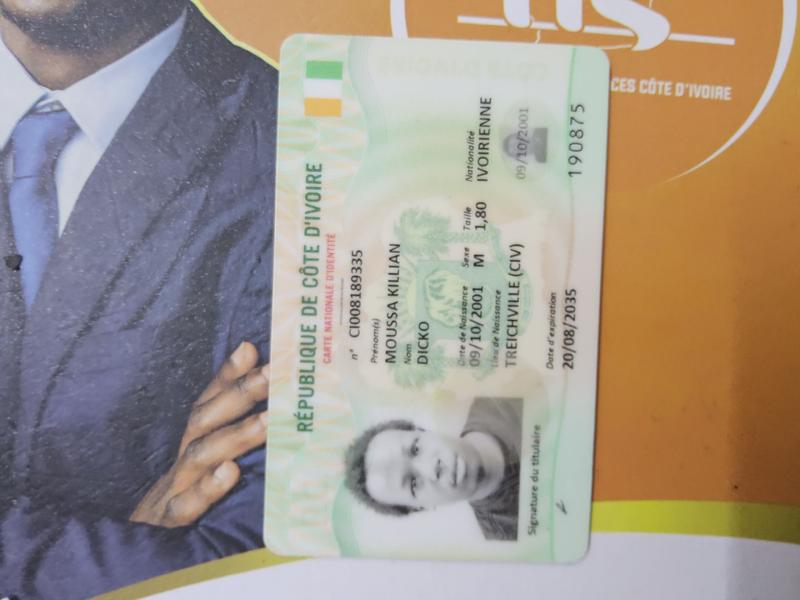 RÉPUBLIQUE DE CÔTE D'IVOIRE
CARTE NATIONALE D'IDENTITÉ
n° CI008189335
Prénom(s)
MOUSSA KILLIAN
Nom
DICKO
Date de Naissance Sexe Taille Nationalité
09/10/2001 M 1,80 IVOIRIENNE
Lieu de Naissance
TREICHVILLE (CIV)
09/10/2001
Date d'expiration
20/08/2035
190875
Signature du titulaire
CES CÔTE D'IVOIRE